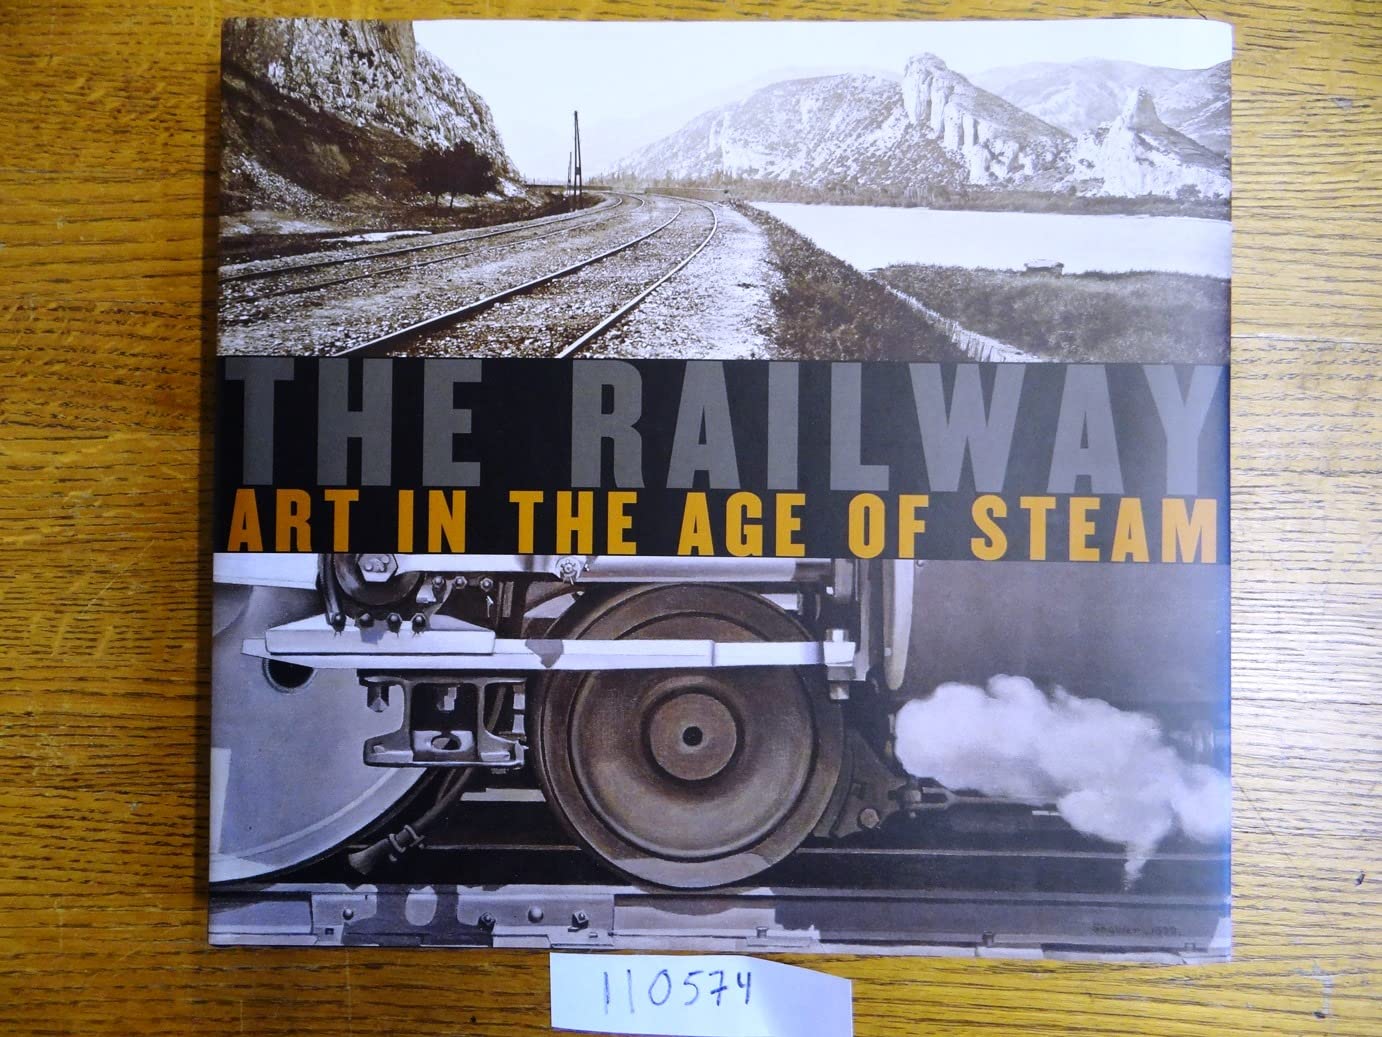 THE RAILWAY
ART IN THE AGE OF STEAM
110574